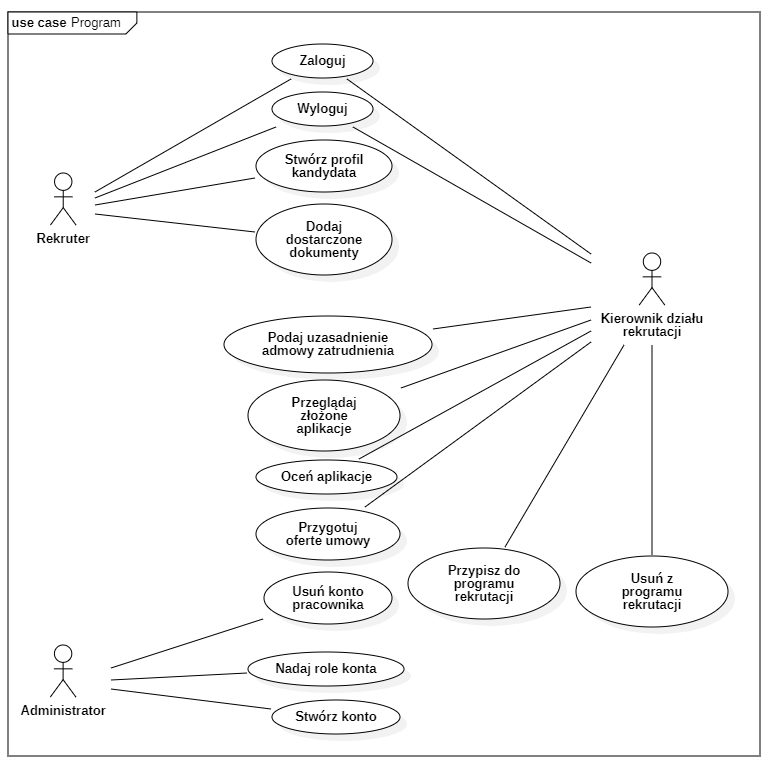 use case Program
Zaloguj
Wyloguj
Stwórz profil
kandydata
Dodaj
dostarczone
dokumenty
Rekruter
Kierownik działu
rekrutacji
Podaj uzasadnienie
admowy zatrudnienia
Przeglądaj
złożone
aplikacje
Oceń aplikacje
Przygotuj
oferte umowy
Przypisz do
programu
rekrutacji
Usuń z
programu
rekrutacji
Usuń konto
pracownika
Nadaj role konta
Administrator
Stwórz konto